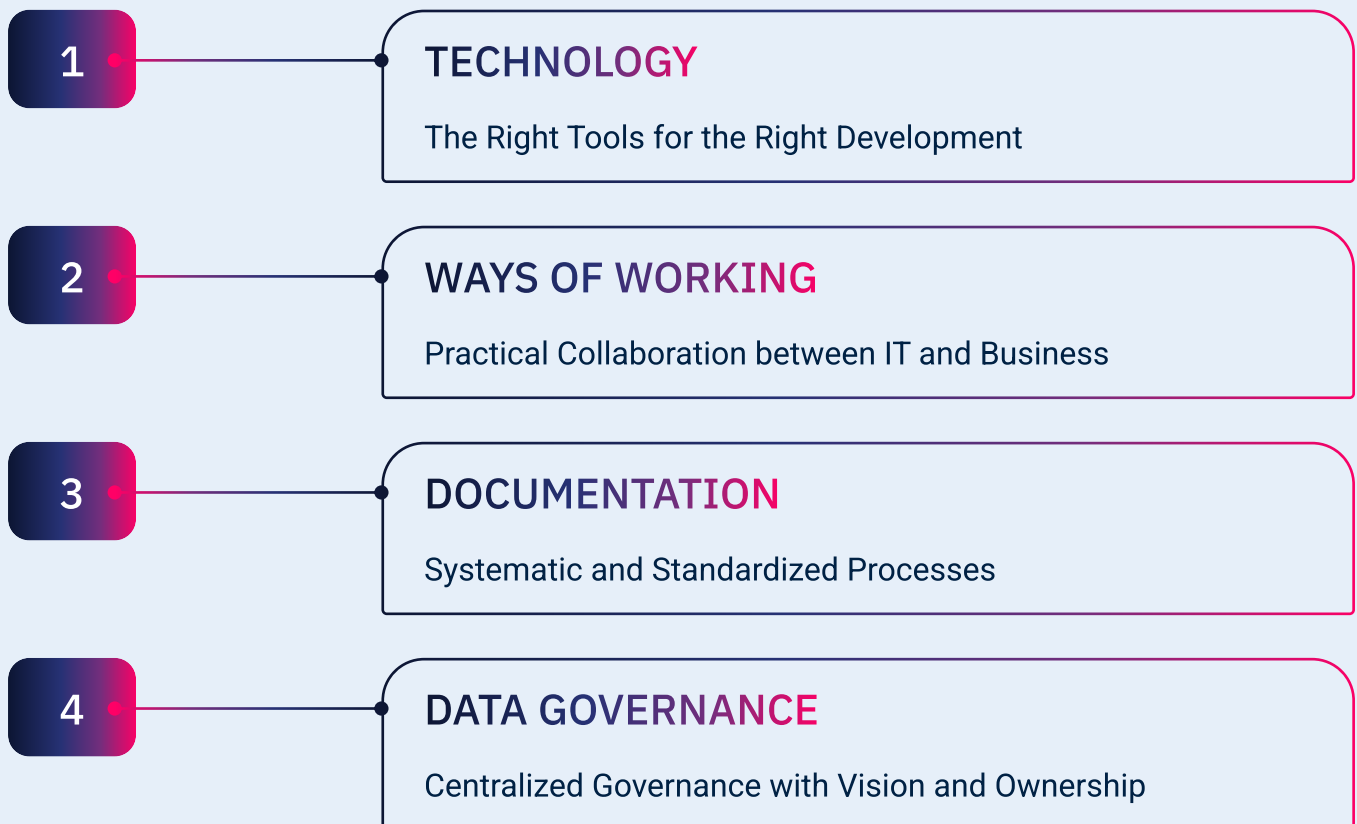 1
TECHNOLOGY
The Right Tools for the Right Development
2
WAYS OF WORKING
Practical Collaboration between IT and Business
3
DOCUMENTATION
Systematic and Standardized Processes
4
DATA GOVERNANCE
Centralized Governance with Vision and Ownership